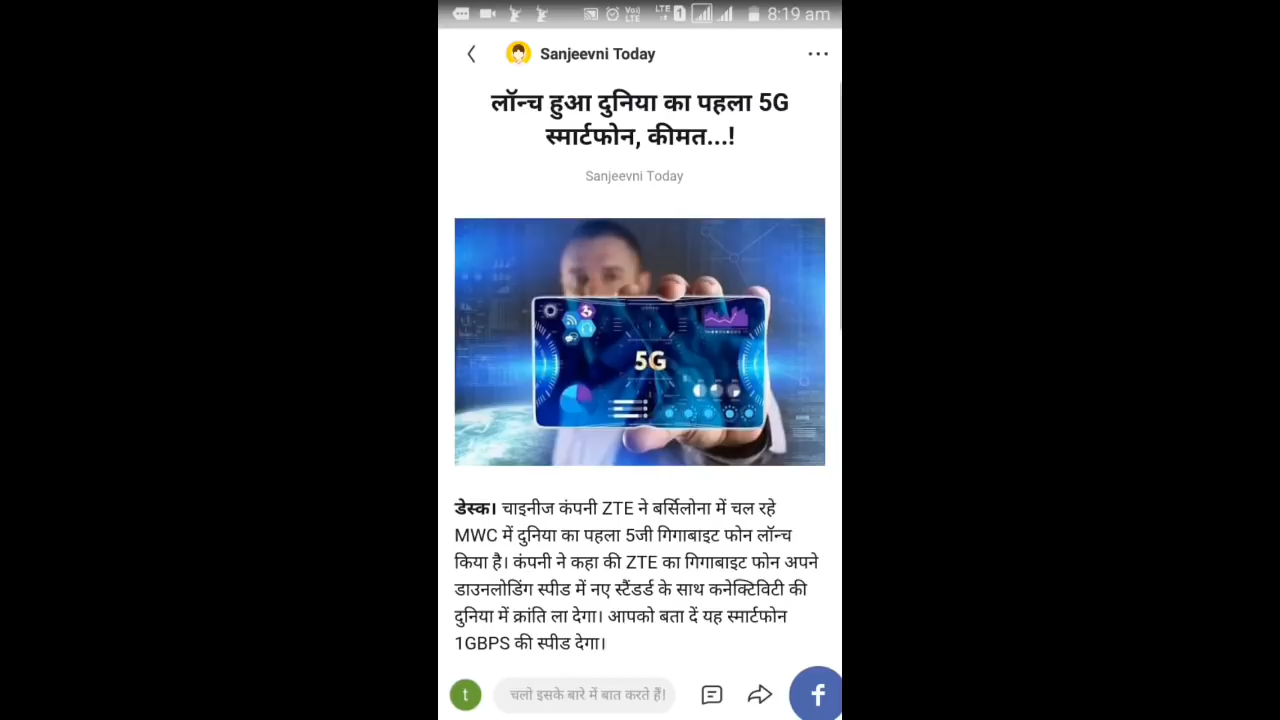 8:19 am
Sanjeevni Today
लॉन्च हुआ दुनिया का पहला 5G
स्मार्टफोन, कीमत...!
Sanjeevni Today
5G
डेस्क। चाइनीज कंपनी ZTE ने बर्सिलोना में चल रहे
MWC में दुनिया का पहला 5जी गिगाबाइट फोन लॉन्च
किया है। कंपनी ने कहा की ZTE का गिगाबाइट फोन अपने
डाउनलोडिंग स्पीड में नए स्टैंडर्ड के साथ कनेक्टिविटी की
दुनिया में क्रांति ला देगा। आपको बता दें यह स्मार्टफोन
1GBPS की स्पीड देगा।
t चलो इसके बारे में बात करते हैं! f